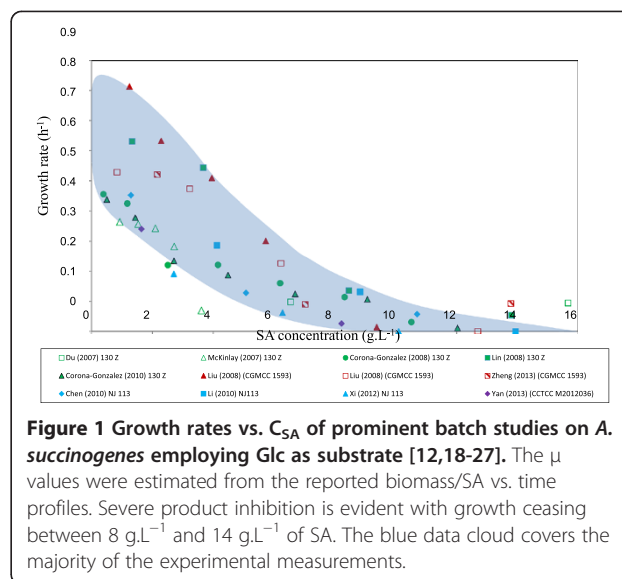 0.9
0.8
0.7
0.6
0.5
0.4
0.3
0.2
0.1
0
Growth rate (h⁻¹)
0 2 4 6 8 10 12 14 16
SA concentration (g.L⁻¹)
Du (2007) 130 Z McKinlay (2007) 130 Z Corona-Gonzalez (2008) 130 Z Lin (2008) 130 Z
Corona-Gonzalez (2010) 130 Z Liu (2008) (CGMCC 1593) Liu (2008) (CGMCC 1593) Zheng (2013) (CGMCC 1593)
Chen (2010) NJ 113 Li (2010) NJ113 Xi (2012) NJ 113 Yan (2013) (CCTCC M2012036)
Figure 1 Growth rates vs. C_SA of prominent batch studies on A.
succinogenes employing Glc as substrate [12,18-27]. The μ
values were estimated from the reported biomass/SA vs. time
profiles. Severe product inhibition is evident with growth ceasing
between 8 g.L⁻¹ and 14 g.L⁻¹ of SA. The blue data cloud covers the
majority of the experimental measurements.